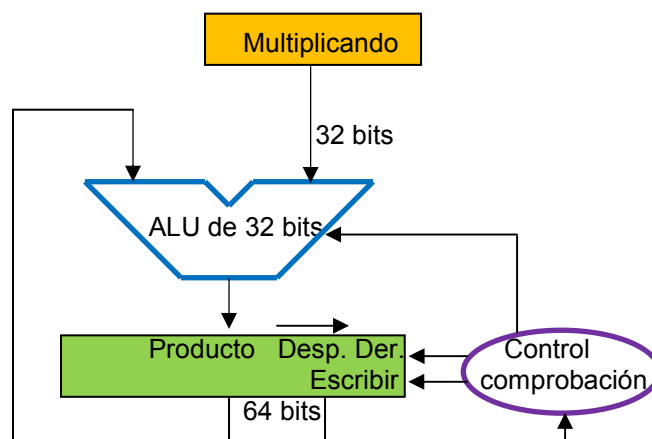 Multiplicando
32 bits
ALU de 32 bits
Producto Desp. Der.
Escribir
Control
comprobación
64 bits